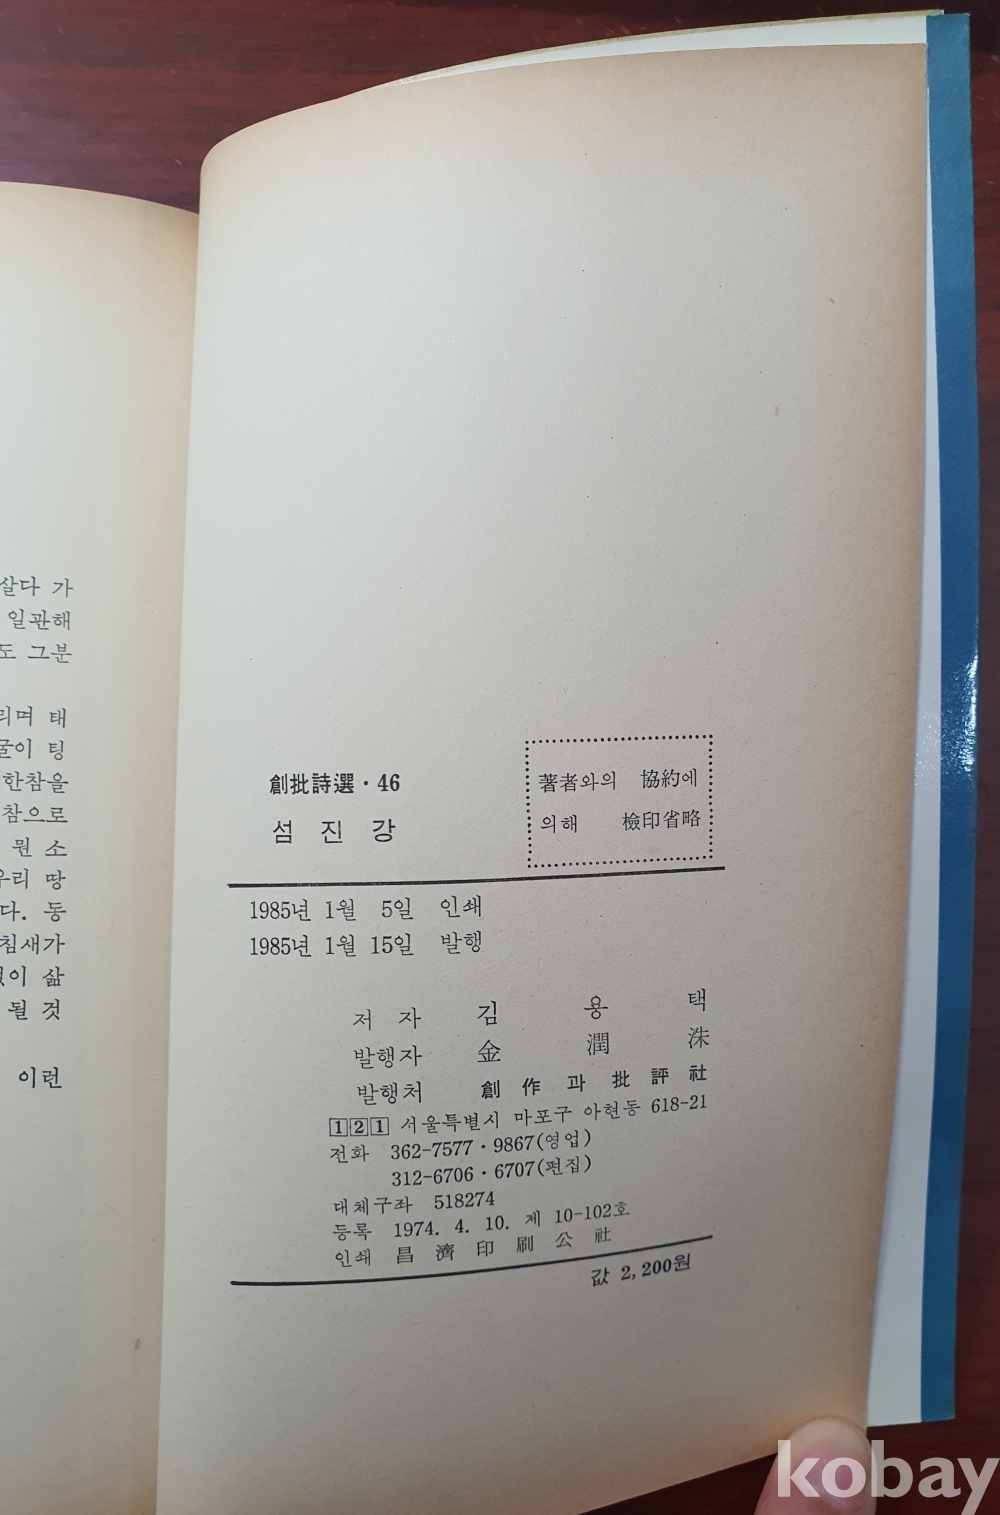 살다 가
일관해
도 그분
리며 태
굴이 팅
한참을
참으로
뭔 소
우리 땅
다. 동
침새가
없이 삶
될 것
이런
創批詩選·46
섬 진 강
著者와의 協約에
의해 檢印省略
1985년 1월 5일 인쇄
1985년 1월 15일 발행
저 자 김 용 택
발행자 金 潤 洙
발행처 創作과批評社
121 서울특별시 마포구 아현동 618-21
전화 362-7577·9867(영업)
312-6706·6707(편집)
대체구좌 518274
등록 1974. 4. 10. 제 10-102호
인쇄 昌濟印刷公社
값 2,200원
kobay